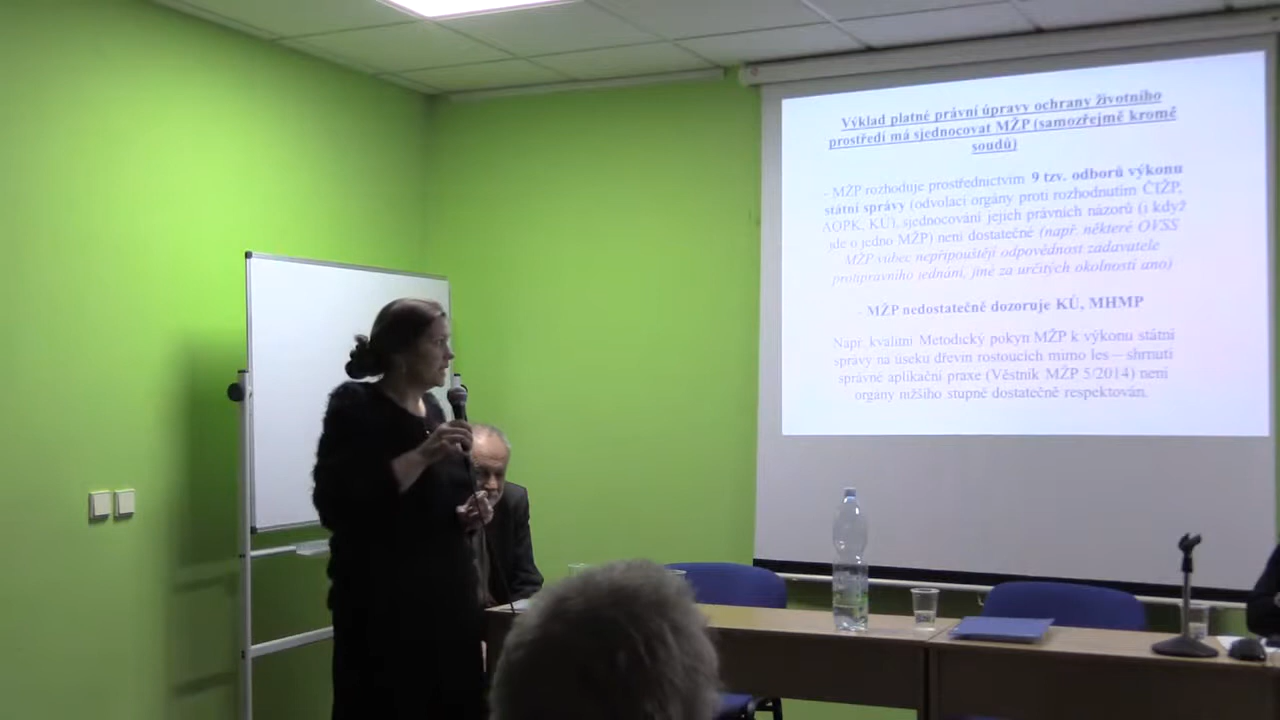 Výklad platné právní úpravy ochrany životního
prostředí má sjednocovat MŽP (samozřejmě kromě
soudů)
- MŽP rozhoduje prostřednictvím 9 tzv. odborů výkonu
státní správy (odvolací orgány proti rozhodnutím ČIŽP,
AOPK, KÚ), sjednocování jejich právních názorů (i když
jde o jedno MŽP) není dostatečné (např. některé OVSS
MŽP vůbec nepřipouštějí odpovědnost zadavatele
protiprávního jednání, jiné za určitých okolností ano)
- MŽP nedostatečně dozoruje KÚ, MHMP
Např. kvalitní Metodický pokyn MŽP k výkonu státní
správy na úseku dřevin rostoucích mimo les – shrnutí
správné aplikační praxe (Věstník MŽP 5/2014) není
orgány nižšího stupně dostatečně respektován.